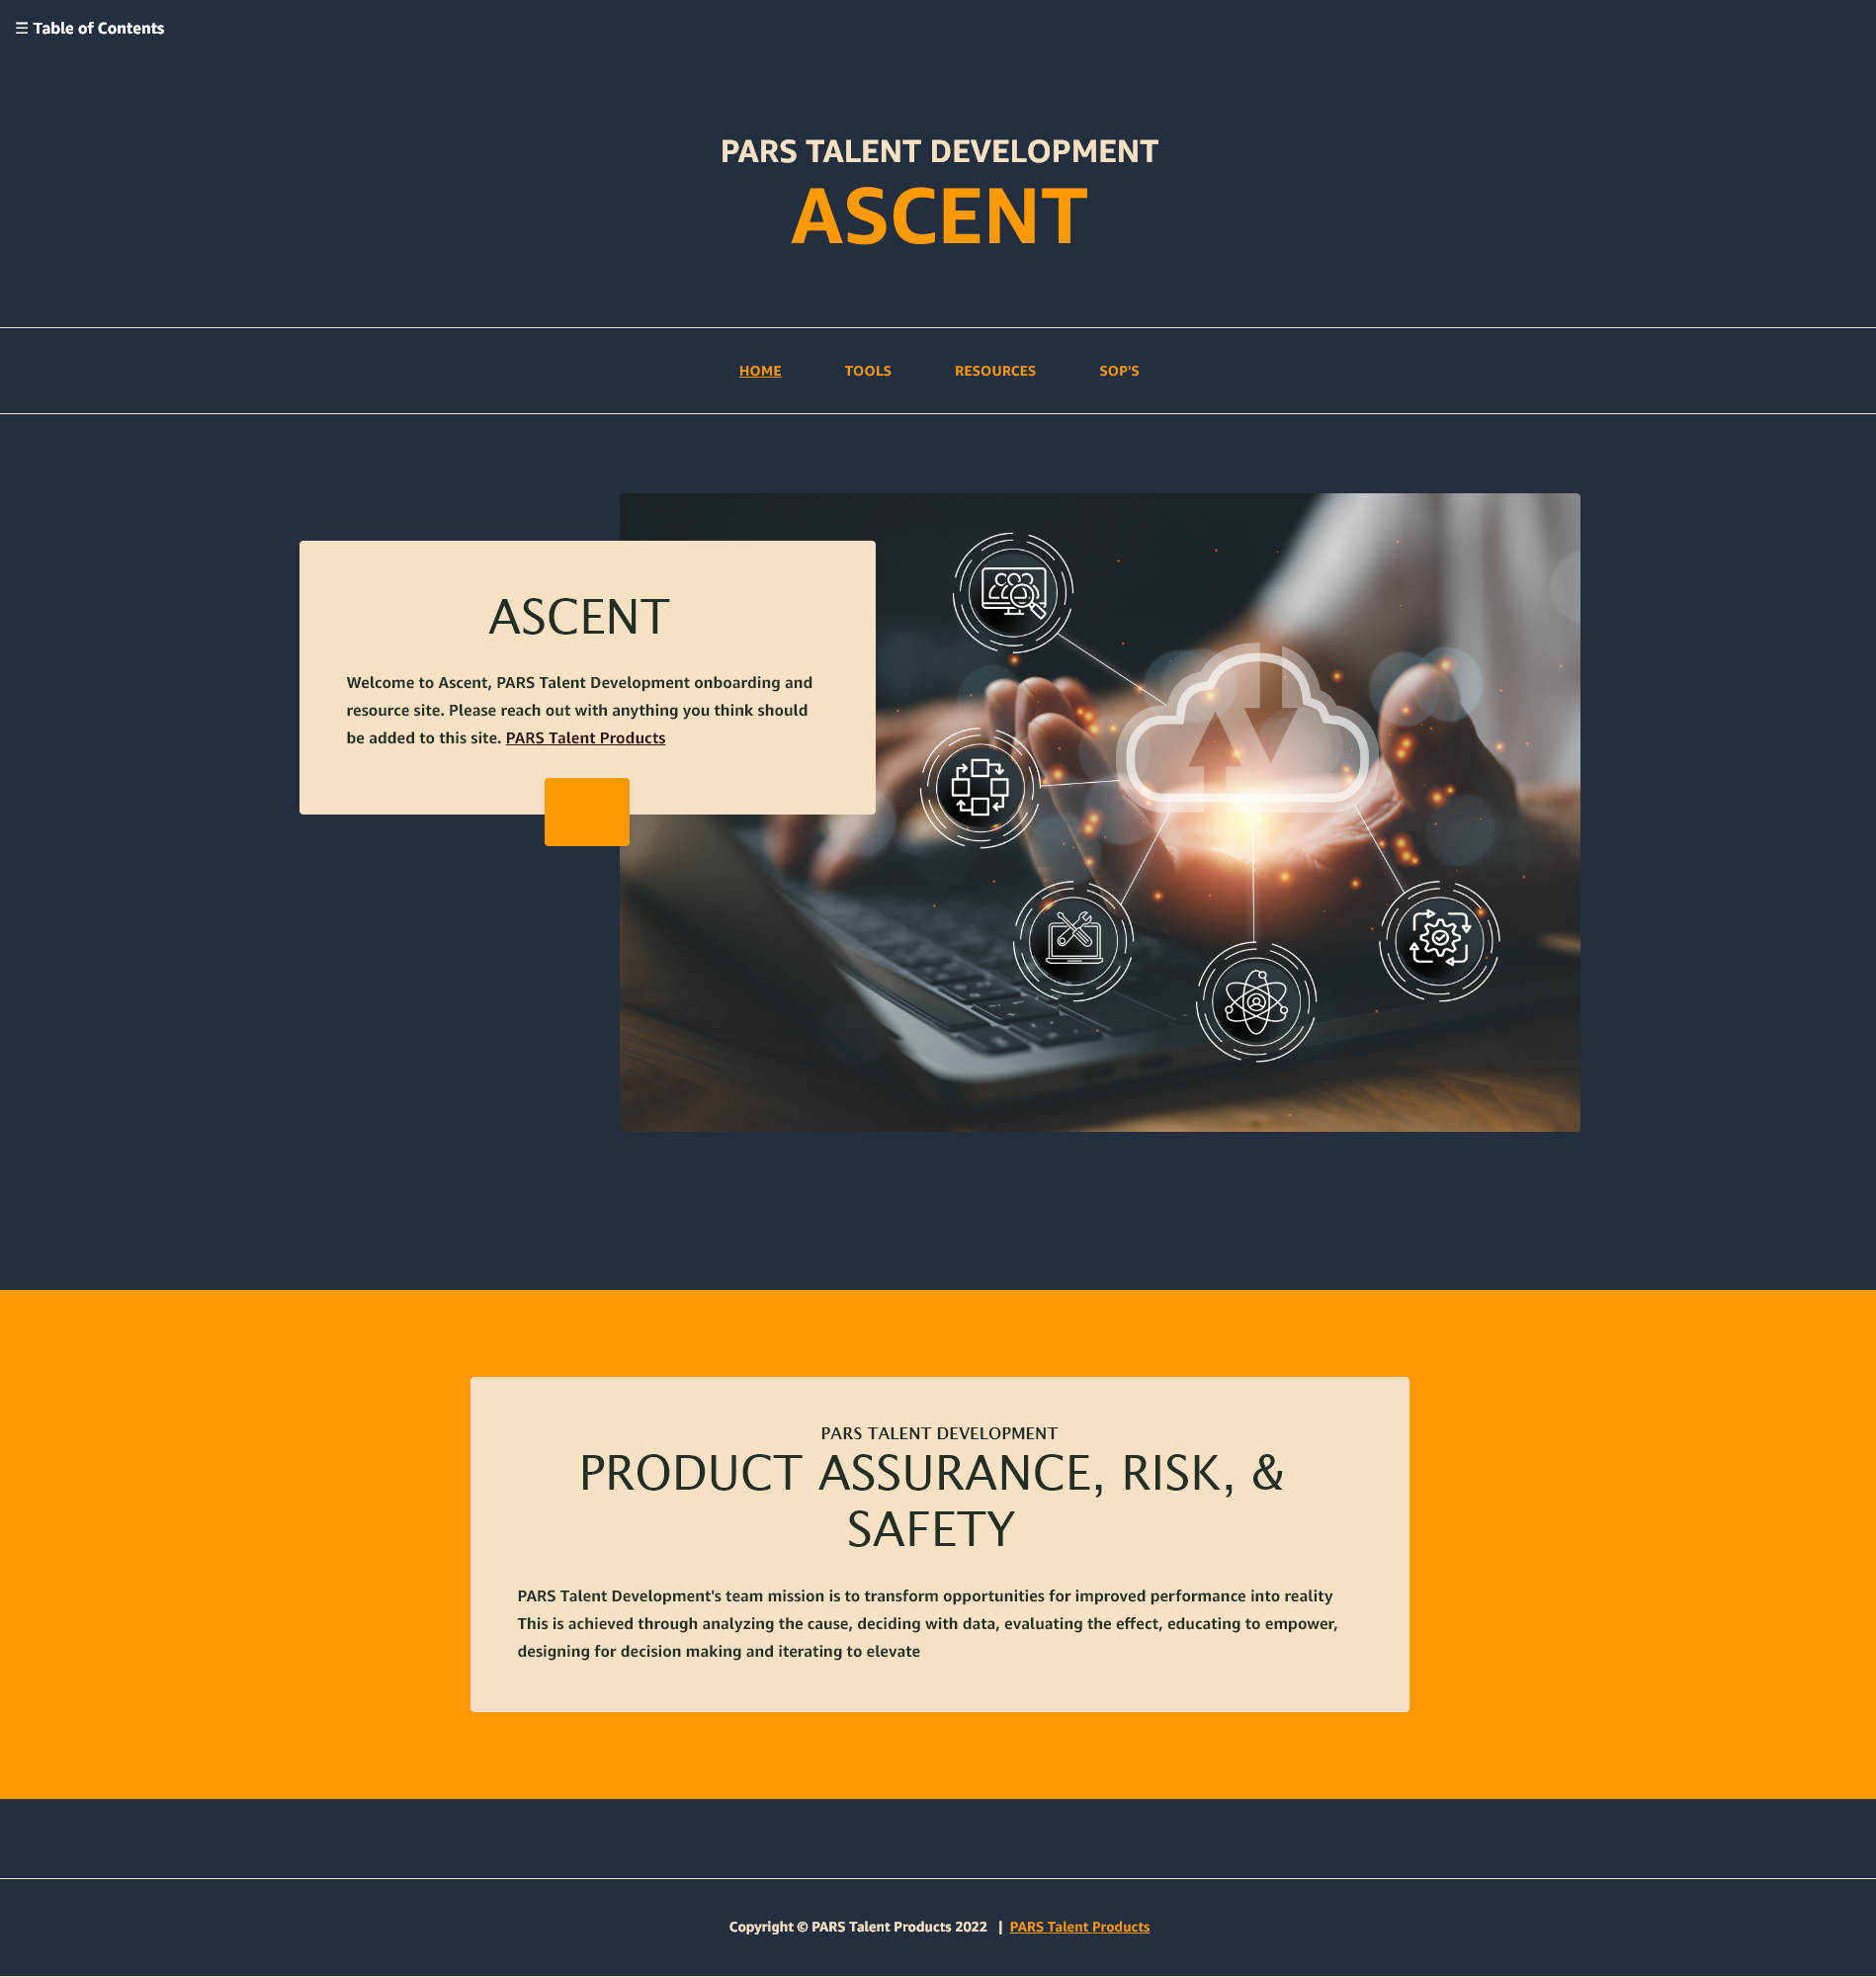 ☰ Table of Contents
PARS TALENT DEVELOPMENT
ASCENT
HOME TOOLS RESOURCES SOP'S
ASCENT
Welcome to Ascent, PARS Talent Development onboarding and
resource site. Please reach out with anything you think should
be added to this site. PARS Talent Products
PARS TALENT DEVELOPMENT
PRODUCT ASSURANCE, RISK, &
SAFETY
PARS Talent Development's team mission is to transform opportunities for improved performance into reality
This is achieved through analyzing the cause, deciding with data, evaluating the effect, educating to empower,
designing for decision making and iterating to elevate
Copyright © PARS Talent Products 2022 | PARS Talent Products